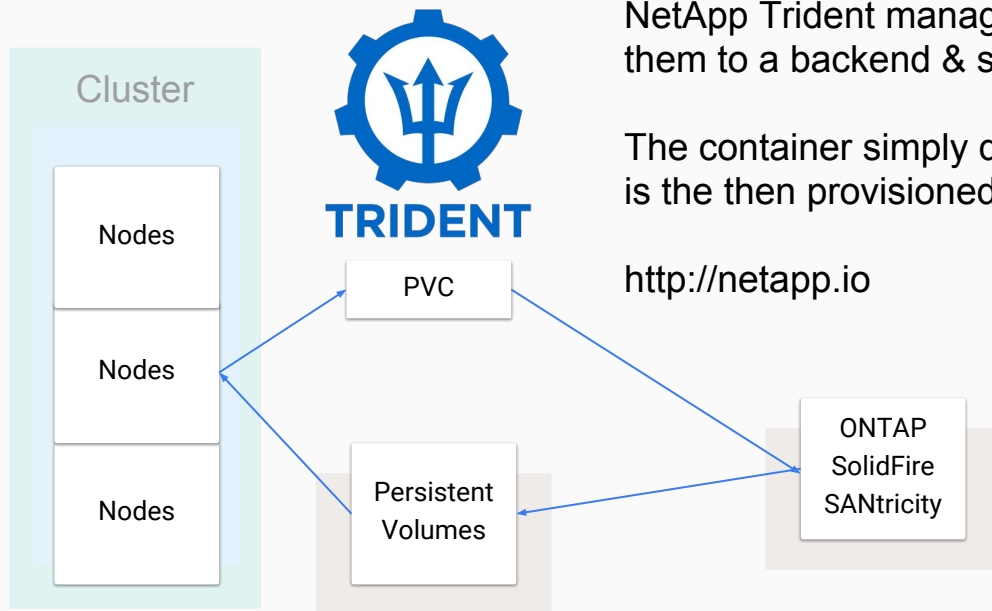 Cluster
Nodes
Nodes
Nodes
TRIDENT
PVC
Persistent
Volumes
NetApp Trident manag
them to a backend & s
The container simply
is the then provisioned
http://netapp.io
ONTAP
SolidFire
SANtricity